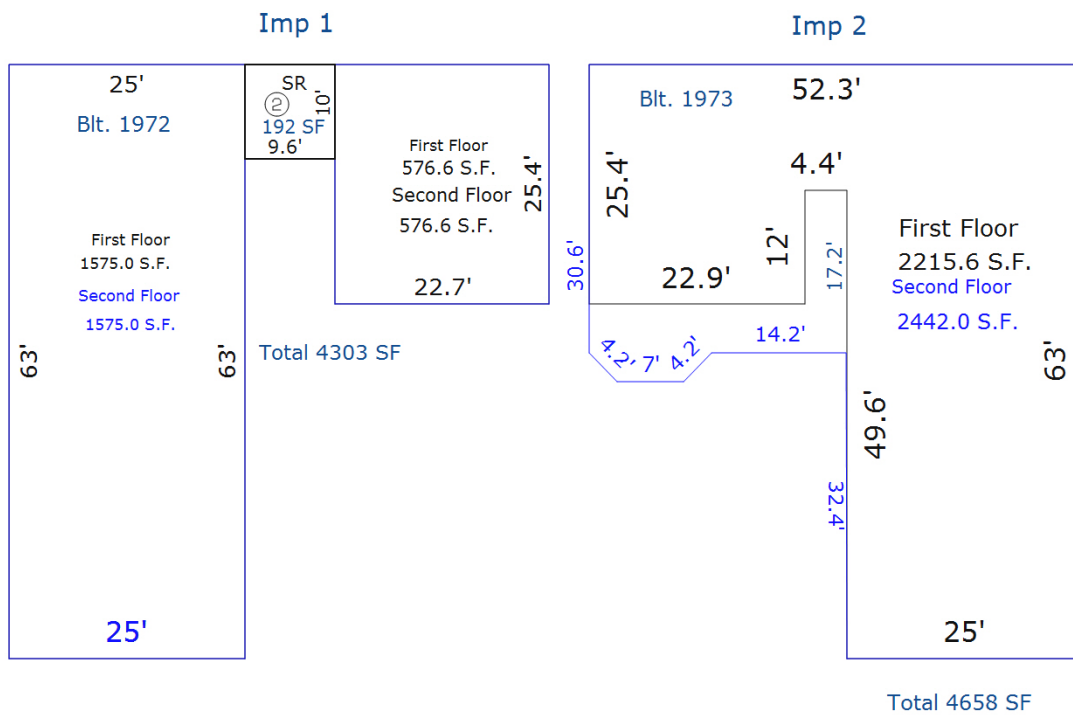 Imp 1
Imp 2
25'
SR
②
10'
192 SF
9.6'
Blt. 1972
First Floor
576.6 S.F.
Second Floor
576.6 S.F.
25.4'
22.7'
First Floor
1575.0 S.F.
Second Floor
1575.0 S.F.
63'
63'
Total 4303 SF
25'
52.3'
Blt. 1973
4.4'
25.4'
12'
17.2'
22.9'
30.6'
First Floor
2215.6 S.F.
Second Floor
2442.0 S.F.
4.2'
7'
4.2'
14.2'
63'
49.6'
32.4'
25'
Total 4658 SF